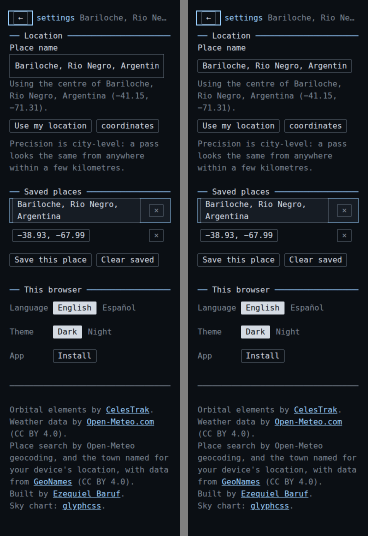 ← settings Bariloche, Río Ne…
Location
Place name
Bariloche, Río Negro, Argentin
Using the centre of Bariloche,
Río Negro, Argentina (−41.15,
−71.31).
Use my location coordinates
Precision is city-level: a pass
looks the same from anywhere
within a few kilometres.
Saved places
Bariloche, Río Negro,
Argentina ×
−38.93, −67.99 ×
Save this place Clear saved
This browser
Language English Español
Theme Dark Night
App Install
Orbital elements by CelesTrak.
Weather data by Open-Meteo.com
(CC BY 4.0).
Place search by Open-Meteo
geocoding, and the town named for
your device's location, with data
from GeoNames (CC BY 4.0).
Built by Ezequiel Baruf.
Sky chart: glyphcss.
← settings Bariloche, Río Ne…
Location
Place name
Bariloche, Río Negro, Argentin
Using the centre of Bariloche,
Río Negro, Argentina (−41.15,
−71.31).
Use my location coordinates
Precision is city-level: a pass
looks the same from anywhere
within a few kilometres.
Saved places
Bariloche, Río Negro,
Argentina ×
−38.93, −67.99 ×
Save this place Clear saved
This browser
Language English Español
Theme Dark Night
App Install
Orbital elements by CelesTrak.
Weather data by Open-Meteo.com
(CC BY 4.0).
Place search by Open-Meteo
geocoding, and the town named for
your device's location, with data
from GeoNames (CC BY 4.0).
Built by Ezequiel Baruf.
Sky chart: glyphcss.